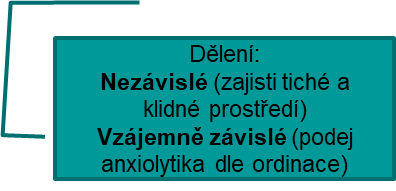 Dělení:
Nezávislé (zajisti tiché a
klidné prostředí)
Vzájemně závislé (podej
anxiolytika dle ordinace)